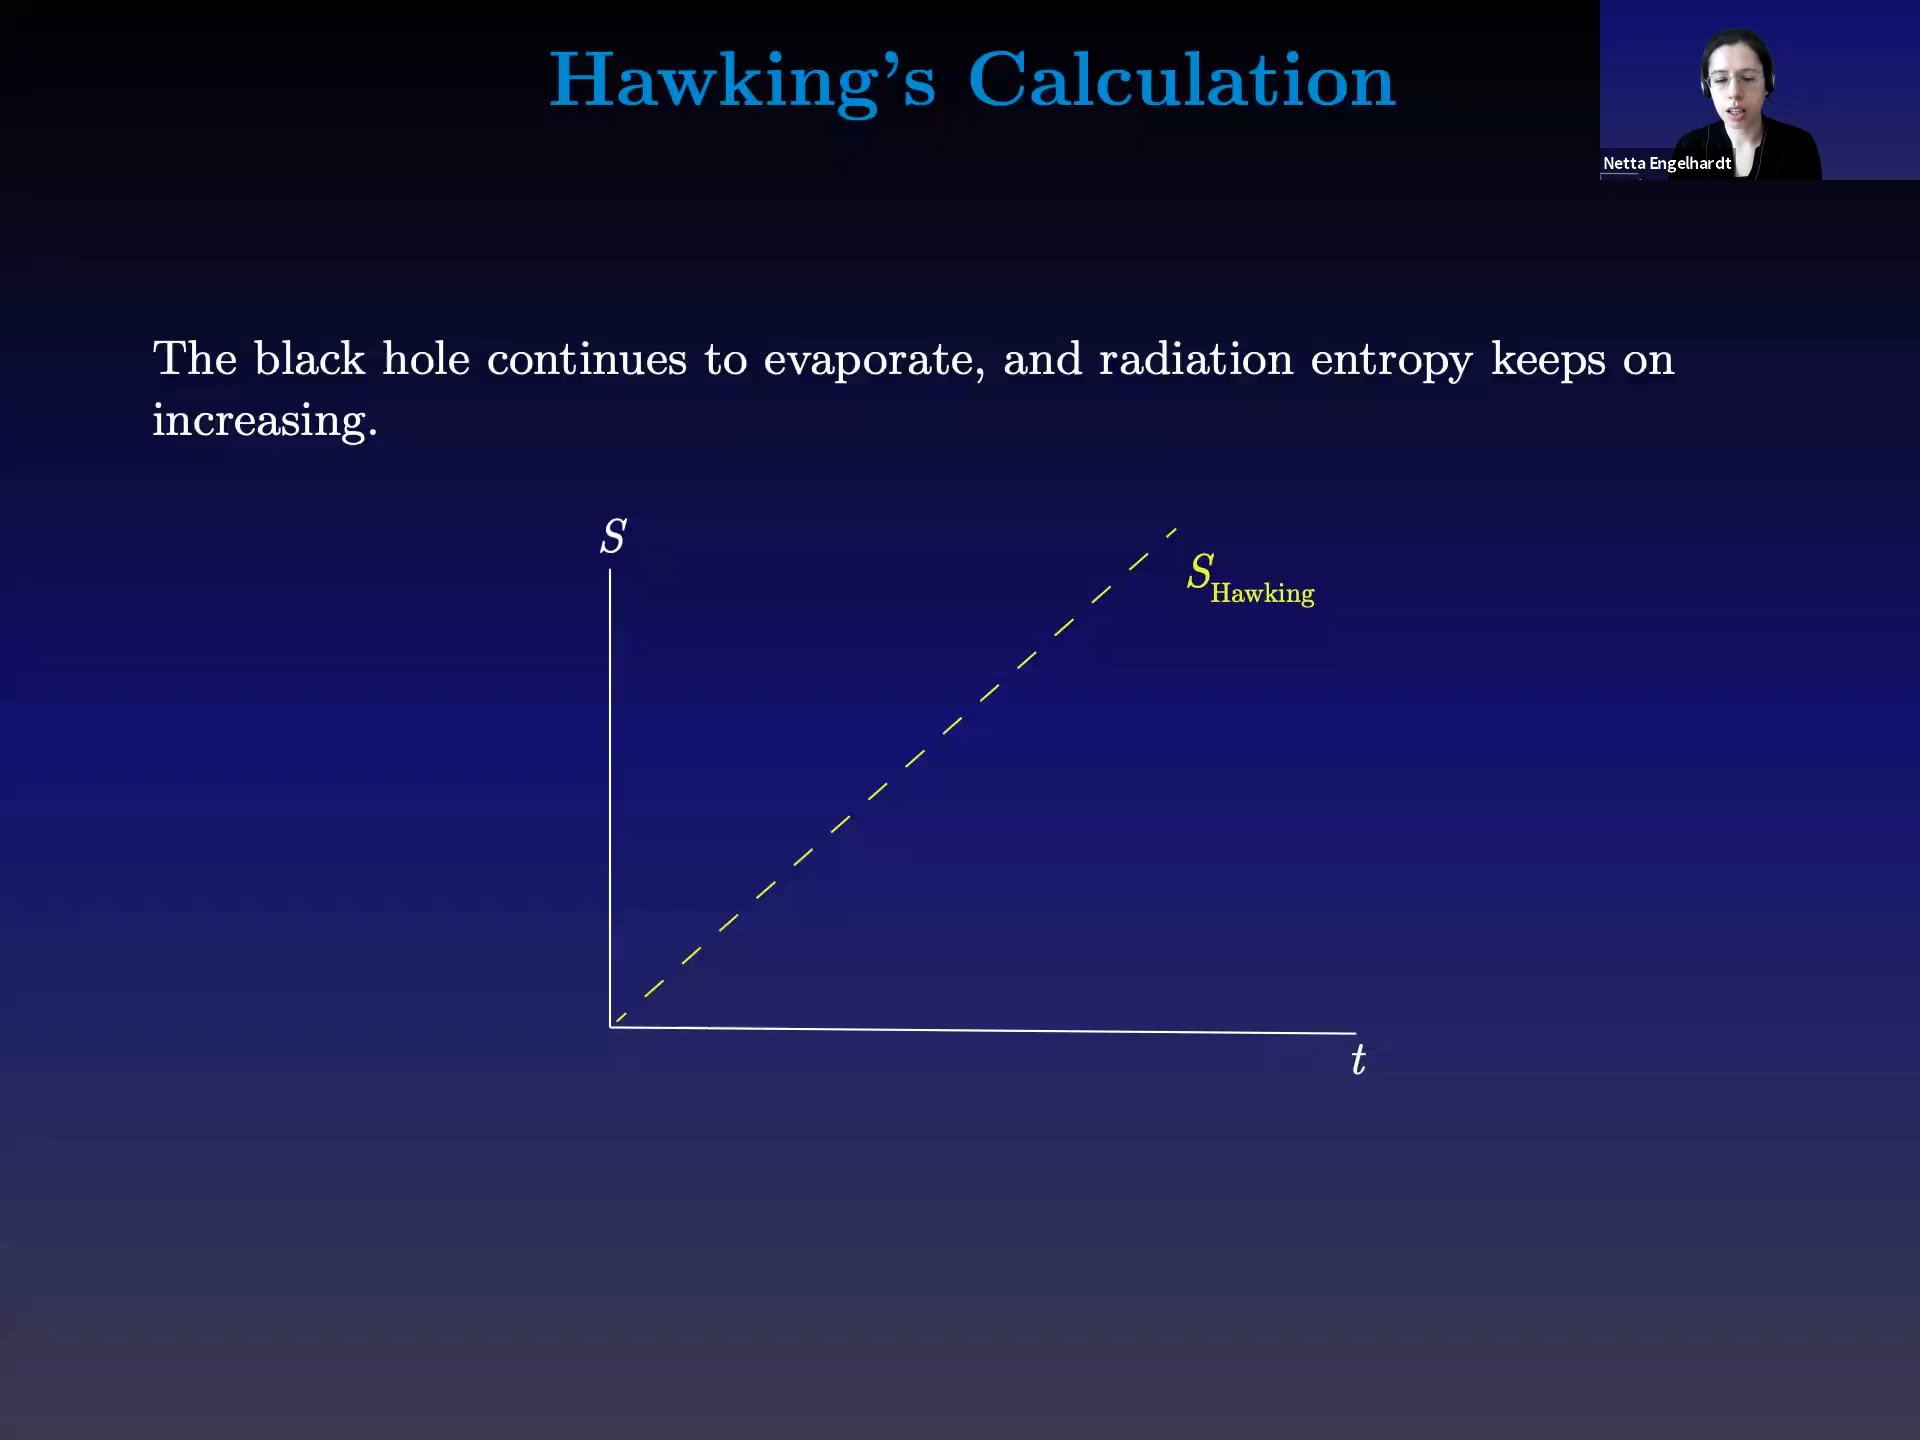 Hawking's Calculation
Netta Engelhardt
The black hole continues to evaporate, and radiation entropy keeps on
increasing.
S
S_Hawking
t